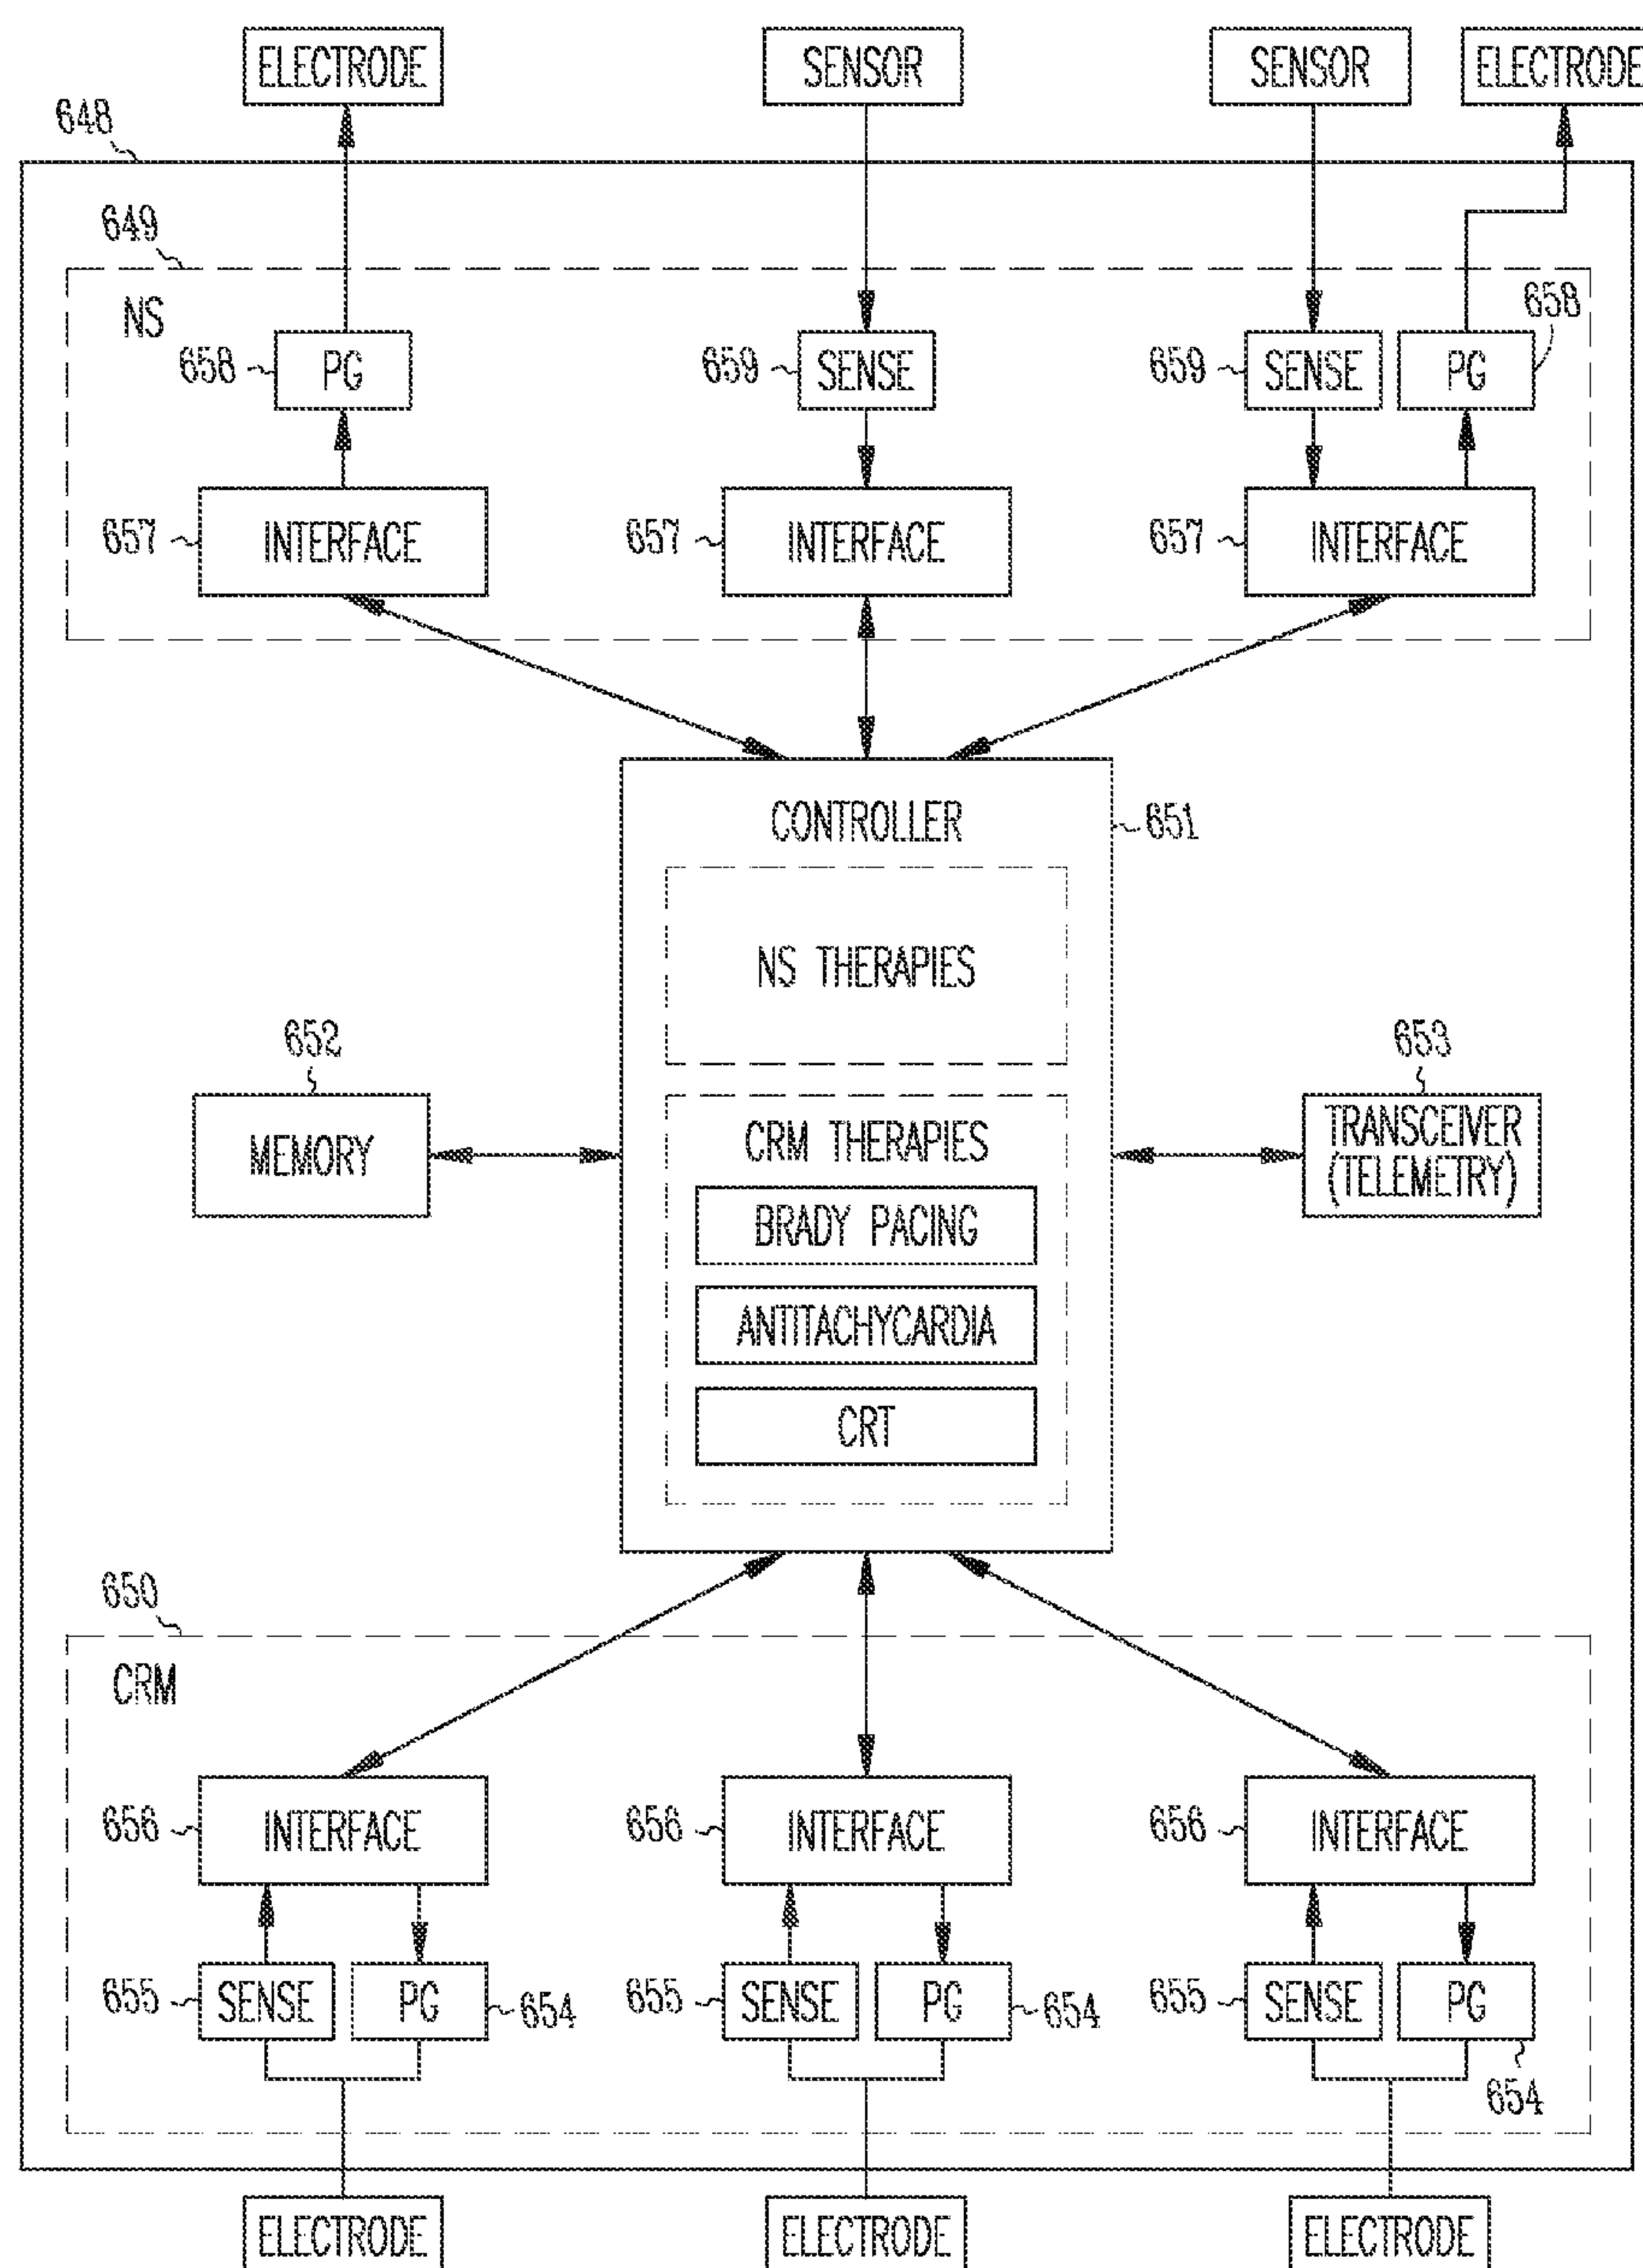 ELECTRODE
SENSOR
SENSOR
ELECTRODE
648
649
NS
658
658
PG
659
SENSE
659
SENSE
PG
657
INTERFACE
657
INTERFACE
657
INTERFACE
CONTROLLER
651
NS THERAPIES
652
653
MEMORY
CRM THERAPIES
TRANSCEIVER
(TELEMETRY)
BRADY PACING
ANTITACHYCARDIA
CRT
650
CRM
656
INTERFACE
656
INTERFACE
656
INTERFACE
655
SENSE
PG
654
655
SENSE
PG
654
655
SENSE
PG
654
ELECTRODE
ELECTRODE
ELECTRODE